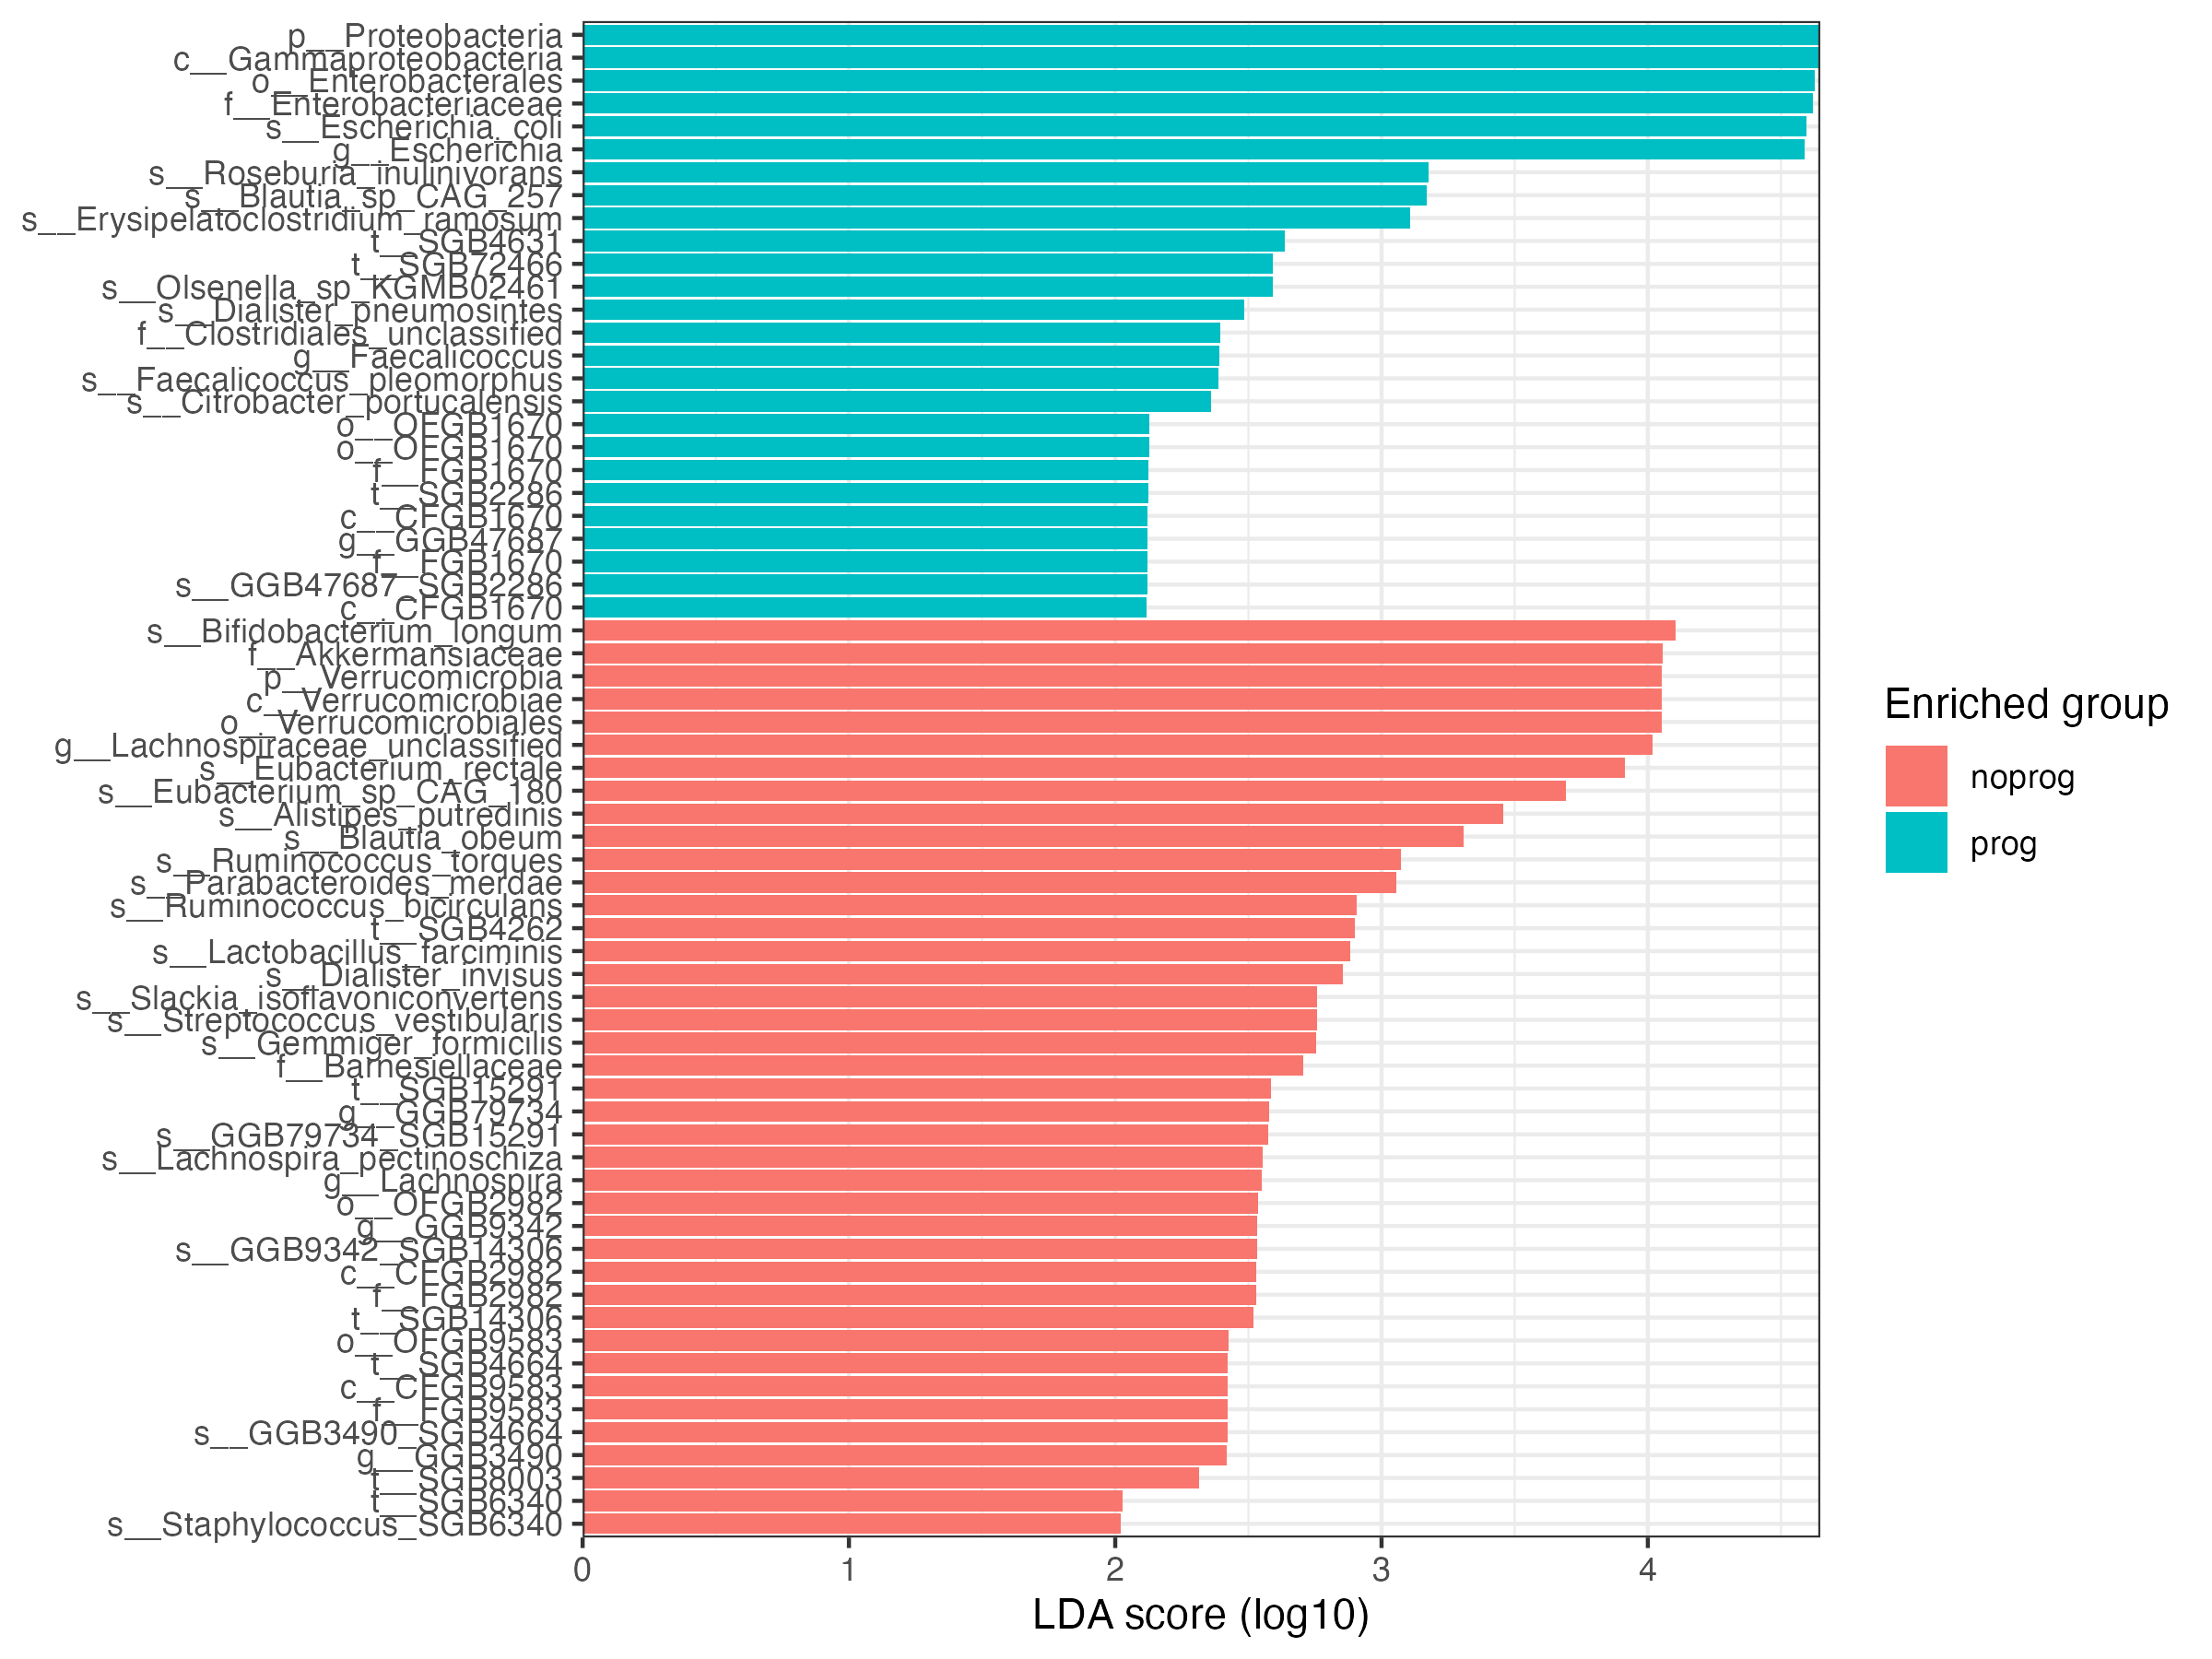 p__Proteobacteria
c__Gammaproteobacteria
o__Enterobacterales
f__Enterobacteriaceae
s__Escherichia_coli
g__Escherichia
s__Roseburia_inulinivorans
s__Blautia_sp_CAG_257
s__Erysipelatoclostridium_ramosum
t__SGB4631
t__SGB72466
s__Olsenella_sp_KGMB02461
s__Dialister_pneumosintes
f__Clostridiales_unclassified
g__Faecalicoccus
s__Faecalicoccus_pleomorphus
s__Citrobacter_portucalensis
o__OFGB1670
o__OFGB1670
f__FGB1670
t__SGB2286
c__CFGB1670
g__GGB47687
f__FGB1670
s__GGB47687_SGB2286
c__CFGB1670
s__Bifidobacterium_longum
f__Akkermansiaceae
p__Verrucomicrobia
c__Verrucomicrobiae
o__Verrucomicrobiales
g__Lachnospiraceae_unclassified
s__Eubacterium_rectale
s__Eubacterium_sp_CAG_180
s__Alistipes_putredinis
s__Blautia_obeum
s__Ruminococcus_torques
s__Parabacteroides_merdae
s__Ruminococcus_bicirculans
t__SGB4262
s__Lactobacillus_farciminis
s__Dialister_invisus
s__Slackia_isoflavoniconvertens
s__Streptococcus_vestibularis
s__Gemmiger_formicilis
f__Barnesiellaceae
t__SGB15291
g__GGB79734
s__GGB79734_SGB15291
s__Lachnospira_pectinoschiza
g__Lachnospira
o__OFGB2982
g__GGB9342
s__GGB9342_SGB14306
c__CFGB2982
f__FGB2982
t__SGB14306
o__OFGB9583
t__SGB4664
c__CFGB9583
f__FGB9583
s__GGB3490_SGB4664
g__GGB3490
t__SGB8003
t__SGB6340
s__Staphylococcus_SGB6340
0 1 2 3 4
LDA score (log10)
Enriched group
noprog
prog